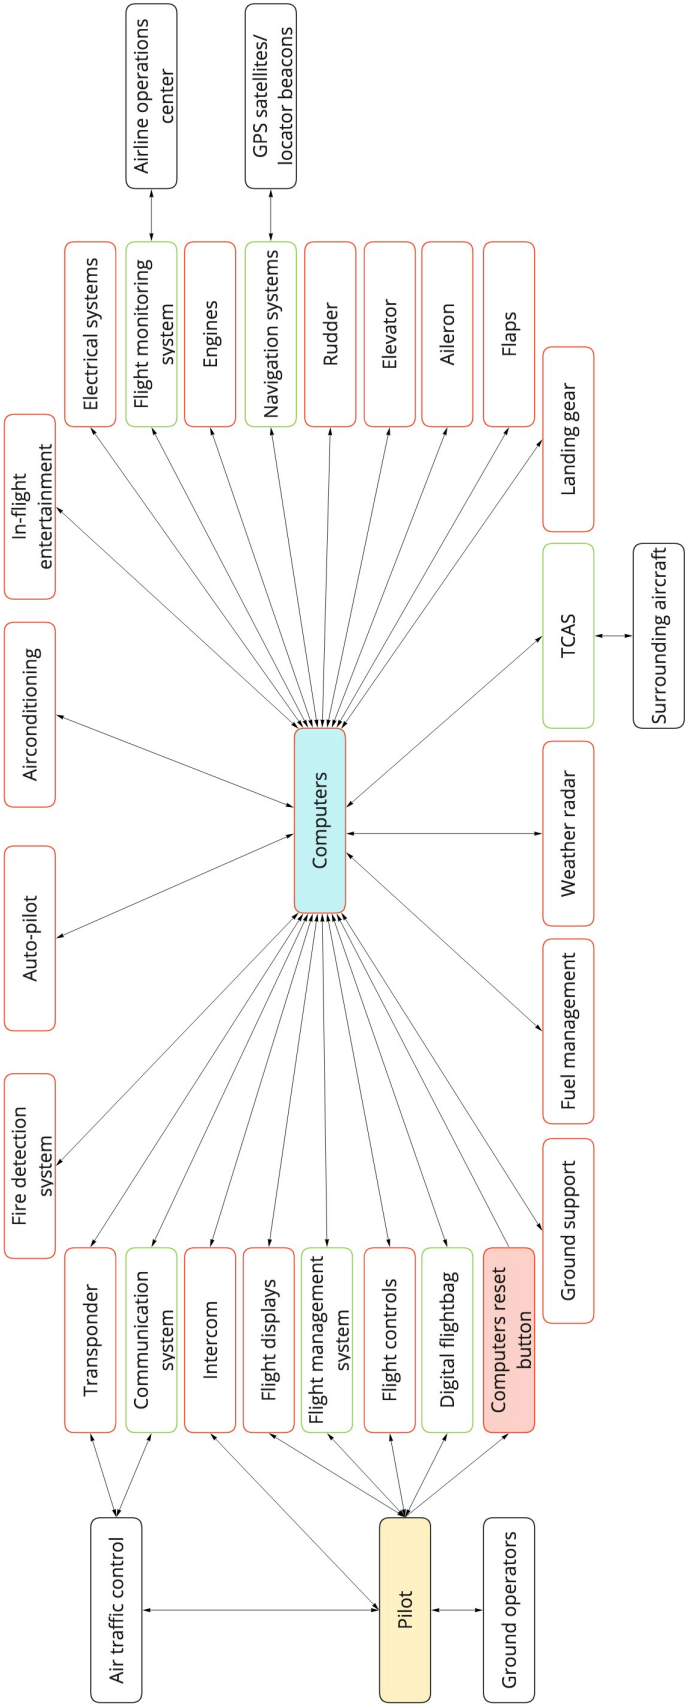 Air traffic control
Pilot
Ground operators
Transponder
Communication
system
Intercom
Flight displays
Flight management
system
Flight controls
Digital flightbag
Computers reset
button
Fire detection
system
Auto-pilot
Airconditioning
In-flight
entertainment
Computers
Ground support
Fuel management
Weather radar
TCAS
Landing gear
Surrounding aircraft
Electrical systems
Flight monitoring
system
Engines
Navigation systems
Rudder
Elevator
Aileron
Flaps
Airline operations
center
GPS satellites/
locator beacons